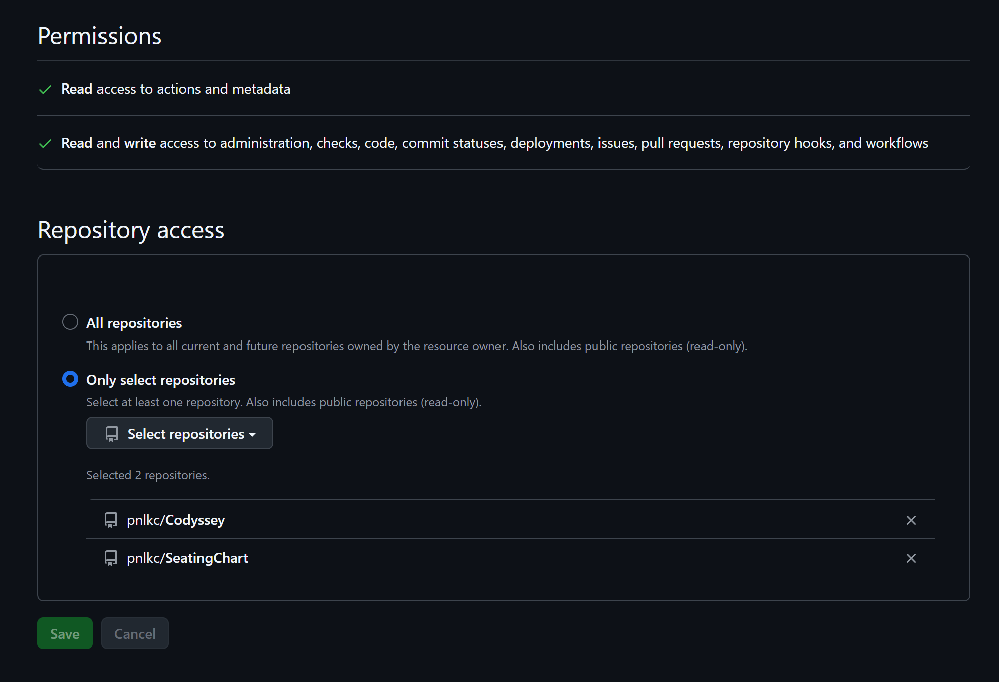 Permissions
Read access to actions and metadata
Read and write access to administration, checks, code, commit statuses, deployments, issues, pull requests, repository hooks, and workflows
Repository access
All repositories
This applies to all current and future repositories owned by the resource owner. Also includes public repositories (read-only).
Only select repositories
Select at least one repository. Also includes public repositories (read-only).
Select repositories
Selected 2 repositories.
pnlkc/Codyssey
pnlkc/SeatingChart
Save Cancel